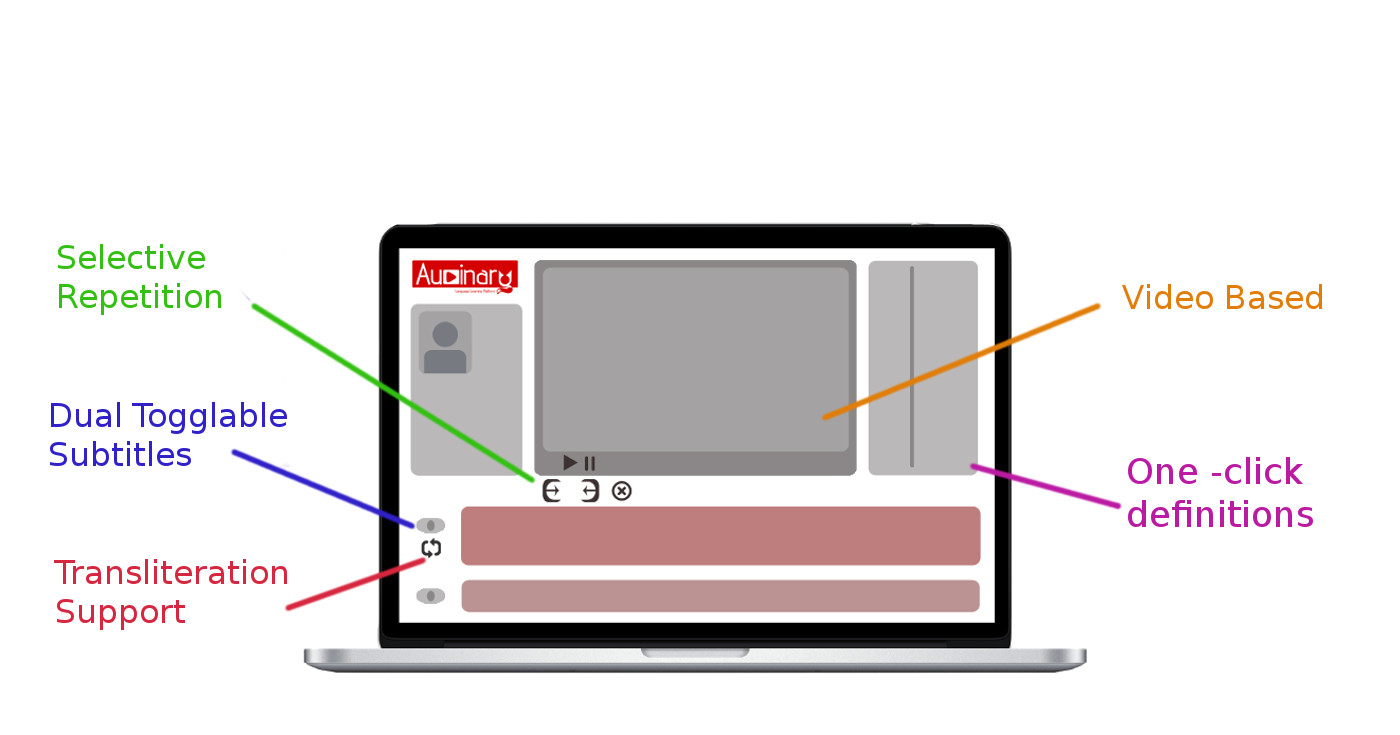 Selective
Repetition
Dual Togglable
Subtitles
Transliteration
Support
Audinary
Language Learning Platform
Video Based
One -click
definitions